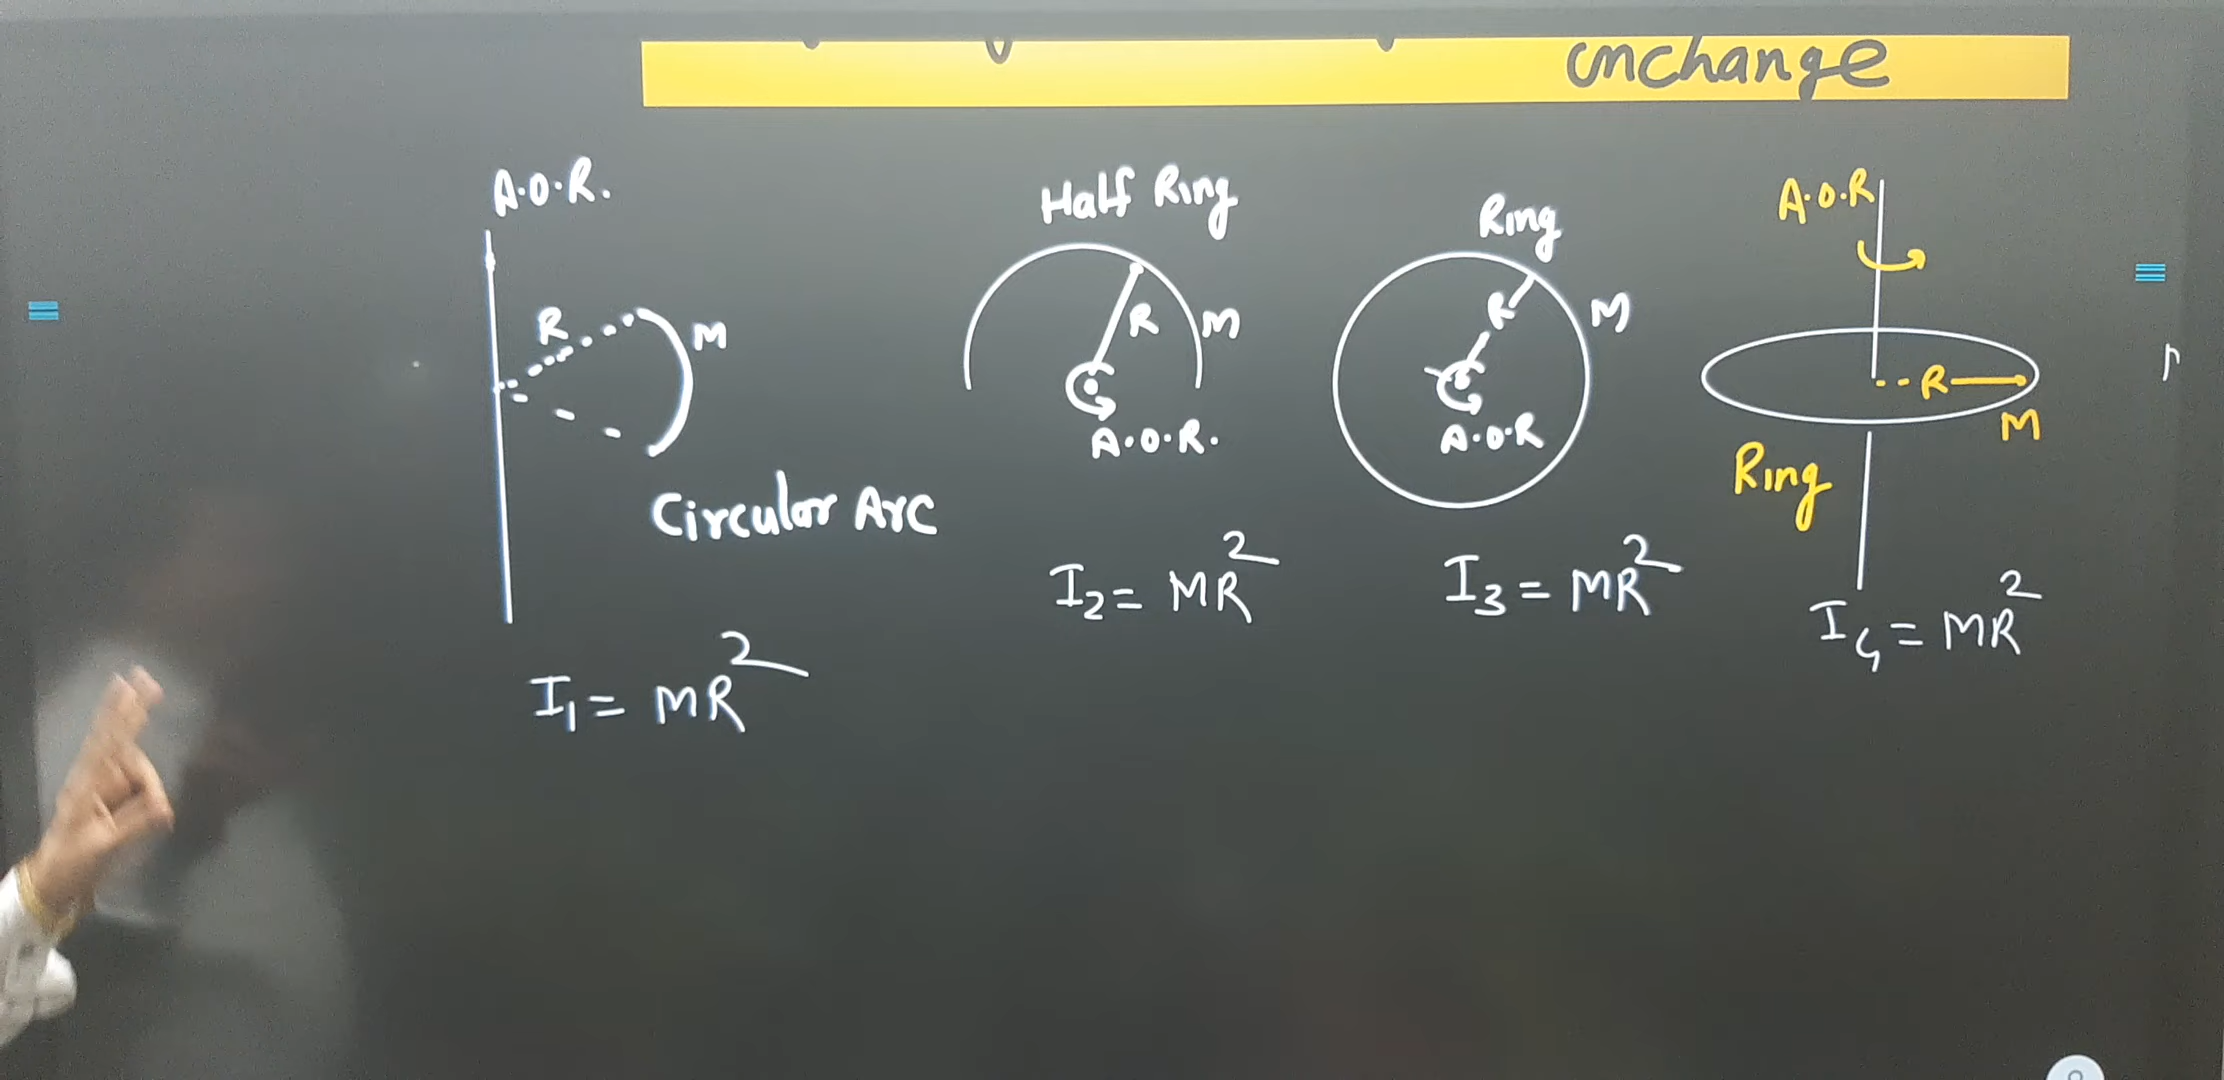 unchange
A.O.R.
R
M
Circular Arc
I₁ = MR²
Half Ring
R
M
A.O.R.
I₂ = MR²
Ring
R
M
A.O.R
I₃ = MR²
A.O.R
R
M
Ring
I₄ = MR²